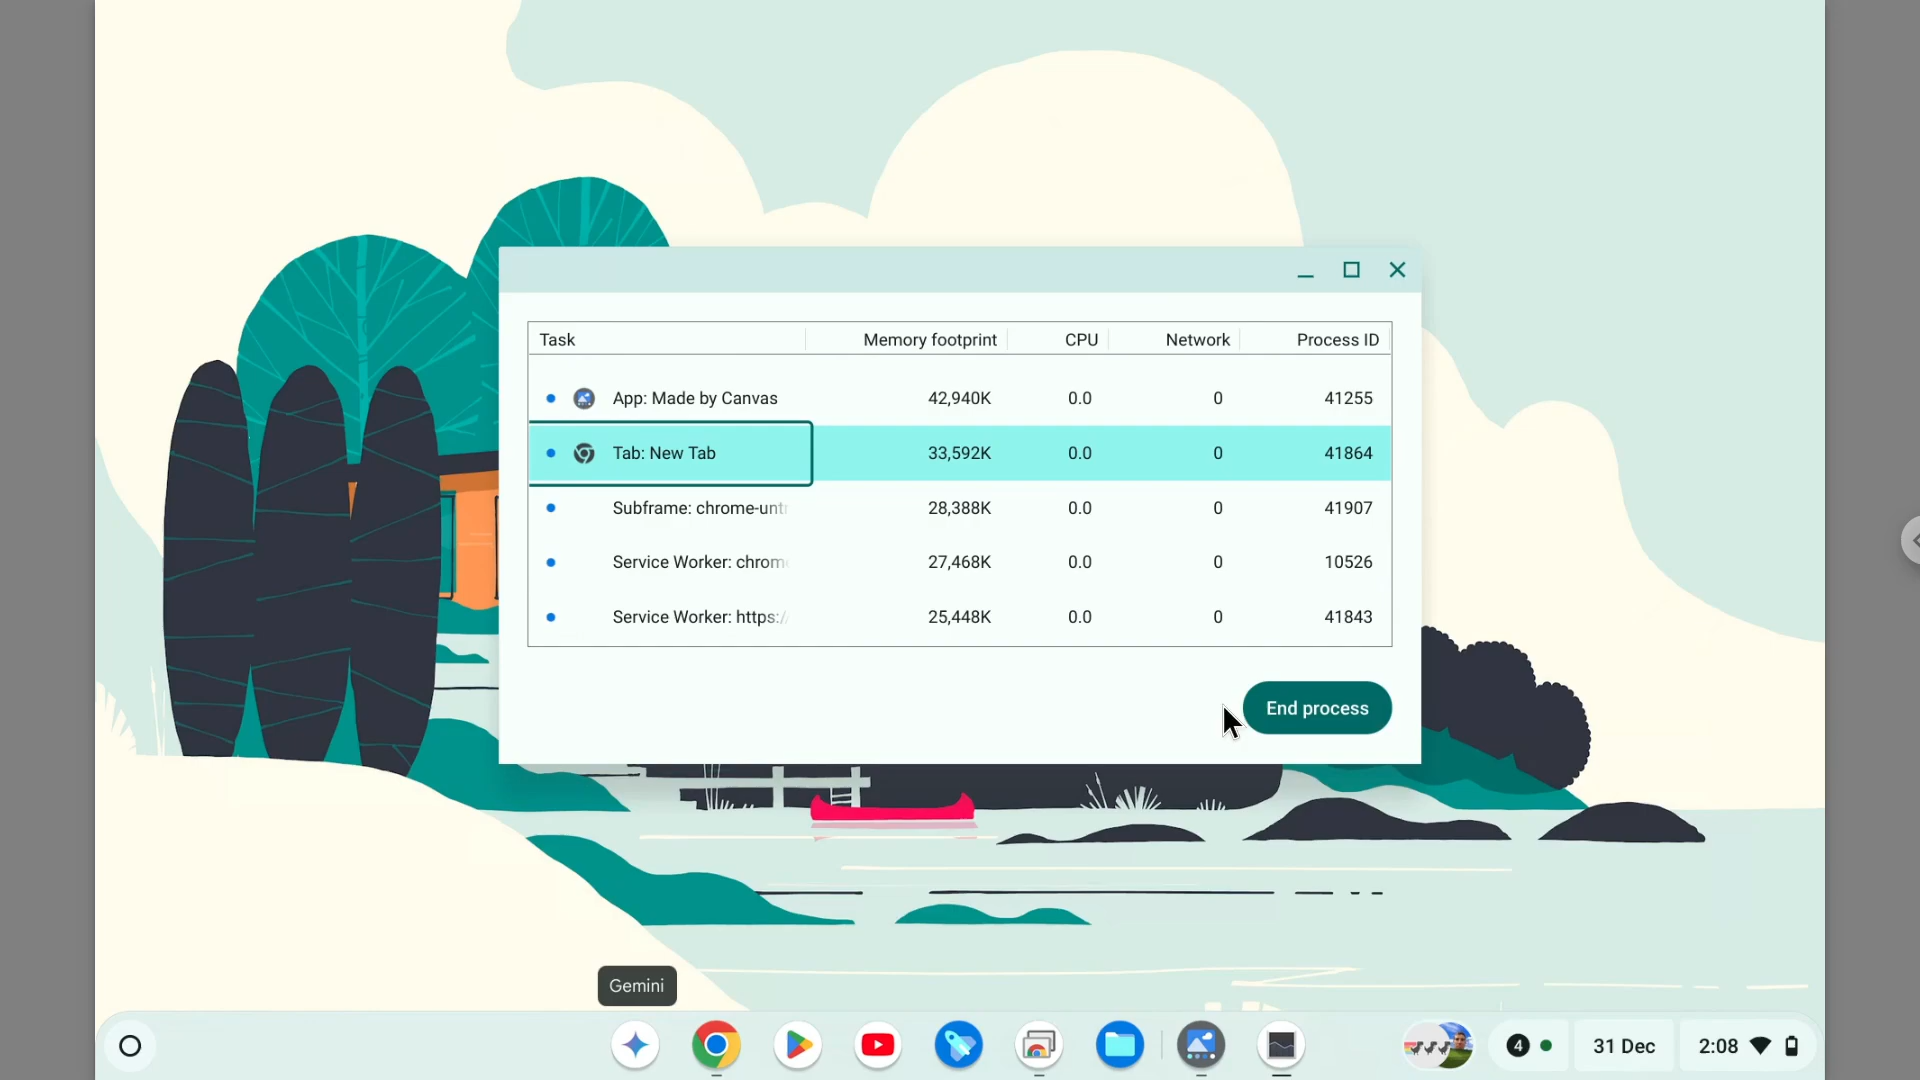 Task Memory footprint CPU Network Process ID
App: Made by Canvas 42,940K 0.0 0 41255
Tab: New Tab 33,592K 0.0 0 41864
Subframe: chrome-untr 28,388K 0.0 0 41907
Service Worker: chrome 27,468K 0.0 0 10526
Service Worker: https:/ 25,448K 0.0 0 41843
End process
Gemini
4 31 Dec 2:08